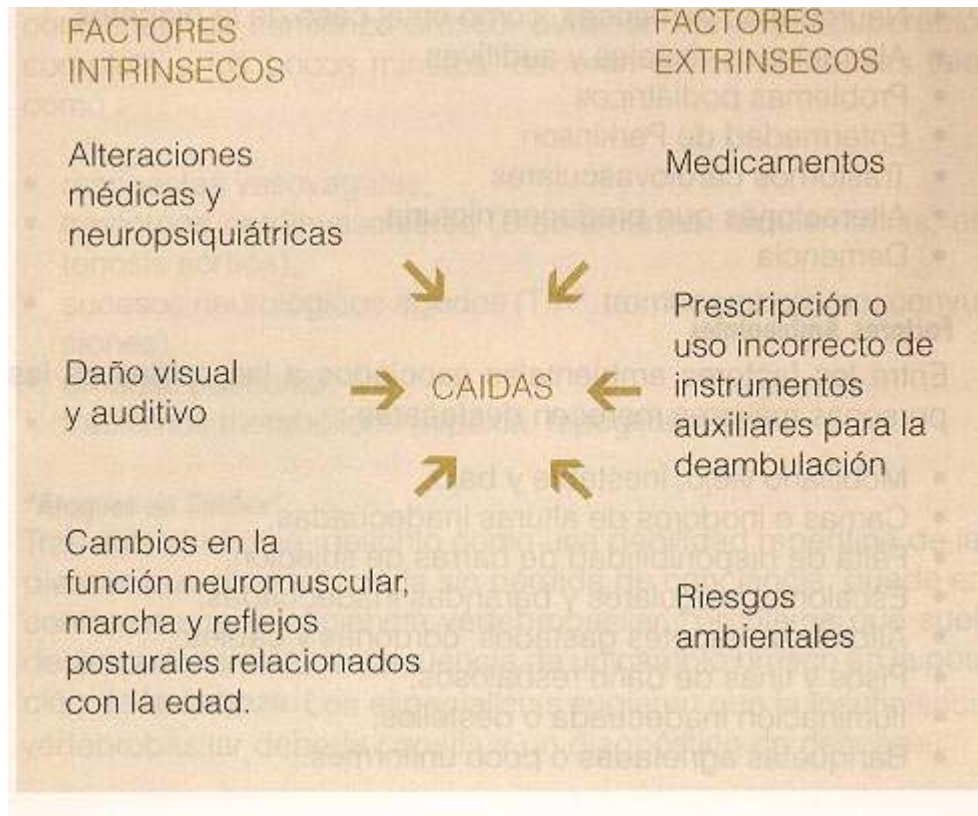 FACTORES
INTRIINSECOS
Alteraciones
médicas y
neuropsiquiátricas
Daño visual
y auditivo
Cambios en la
función neuromuscular,
marcha y reflejos
posturales relacionados
con la edad.
CAIDAS
FACTORES
EXTRINSECOS
Medicamentos
Prescripción o
uso incorrecto de
instrumentos
auxiliares para la
deambulación
Riesgos
ambientales